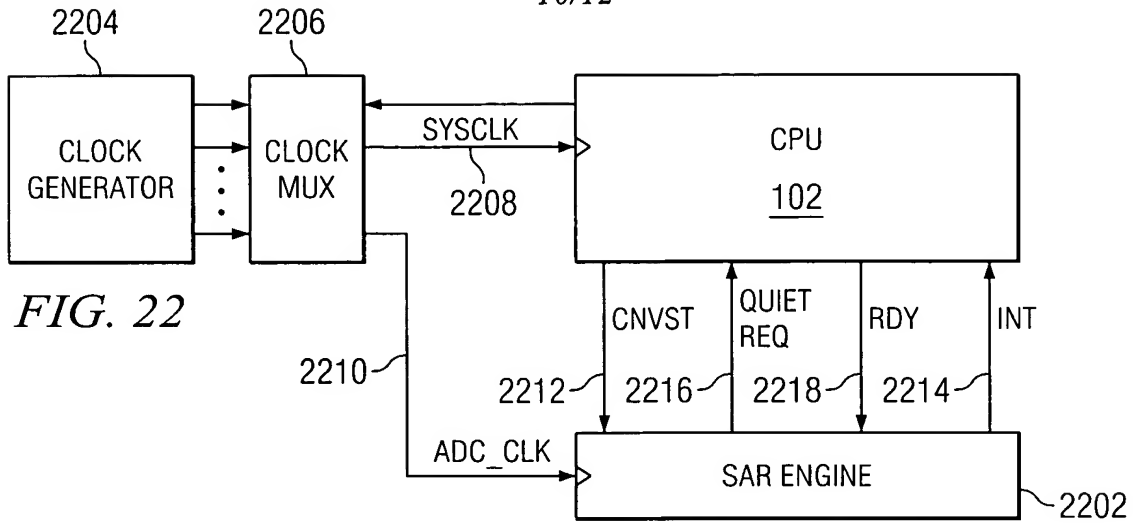 2204
2206
CLOCK
GENERATOR
CLOCK
MUX
SYSCLK
2208
CPU
102
FIG. 22
2210
CNVST
QUIET
REQ
RDY
INT
2212
2216
2218
2214
ADC_CLK
SAR ENGINE
2202